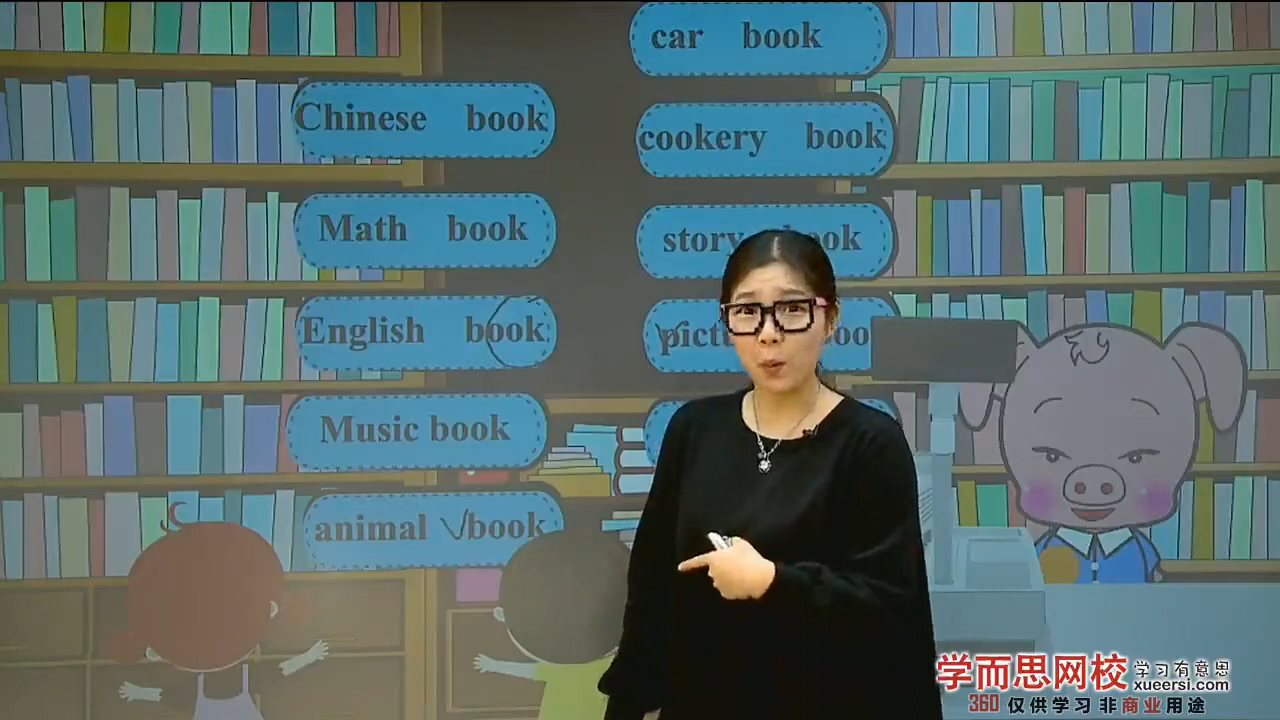 car book
Chinese book
cookery book
Math book
story
English book
Music book
animal book
学而思网校
学习有意思
xueersi.com
360 仅供学习 非商业用途